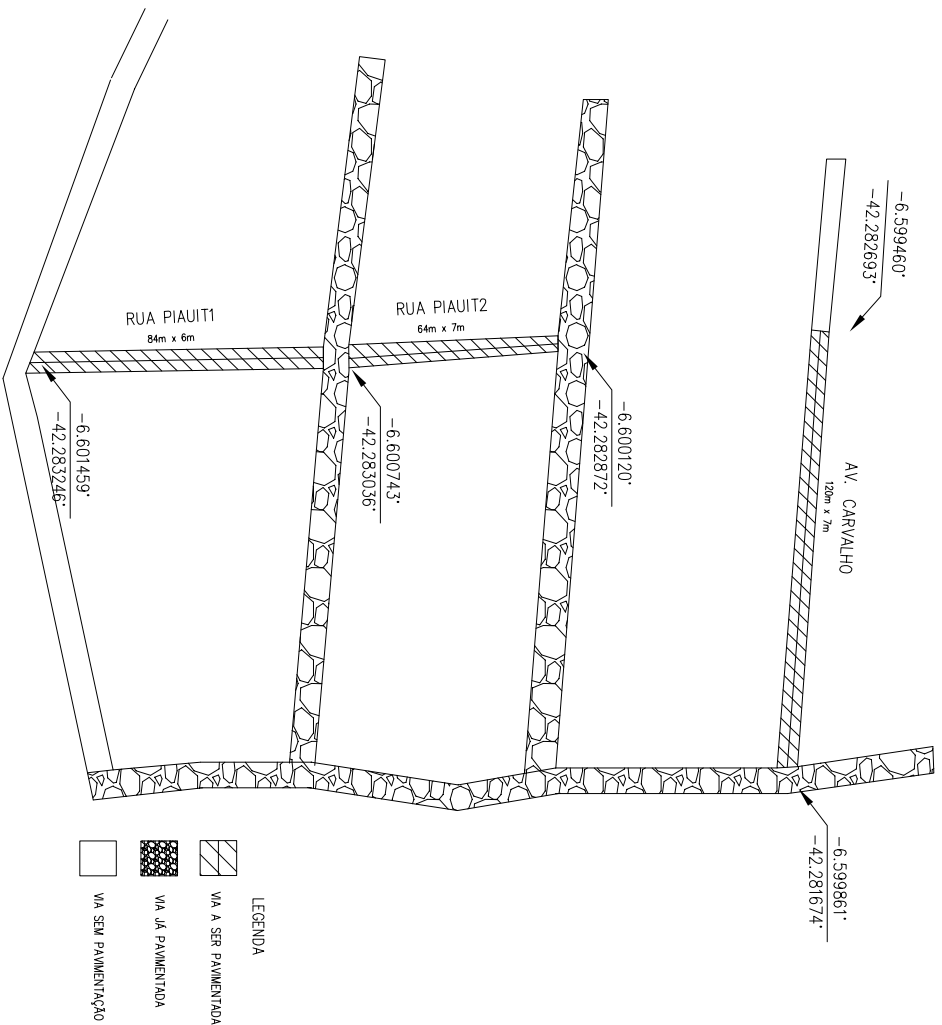 RUA PIAUIT1
84m x 6m
RUA PIAUIT2
64m x 7m
AV. CARVALHO
120m x 7m
-6.599460°
-42.282693°
-6.600120°
-42.282872°
-6.600743°
-42.283036°
-6.601459°
-42.283246°
-6.599861°
-42.281674°
LEGENDA
VIA A SER PAVIMENTADA
VIA JÁ PAVIMENTADA
VIA SEM PAVIMENTAÇÃO